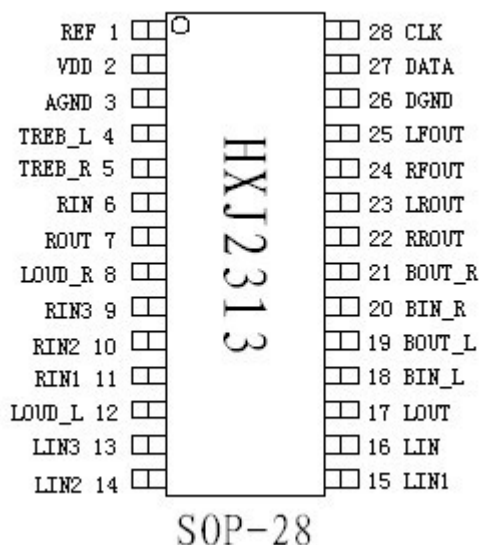 REF 1
VDD 2
AGND 3
TREB_L 4
TREB_R 5
RIN 6
ROUT 7
LOUD_R 8
RIN3 9
RIN2 10
RIN1 11
LOUD_L 12
LIN3 13
LIN2 14
HXJ2313
28 CLK
27 DATA
26 DGND
25 LFOUT
24 RFOUT
23 LROUT
22 RROUT
21 BOUT_R
20 BIN_R
19 BOUT_L
18 BIN_L
17 LOUT
16 LIN
15 LIN1
SOP-28